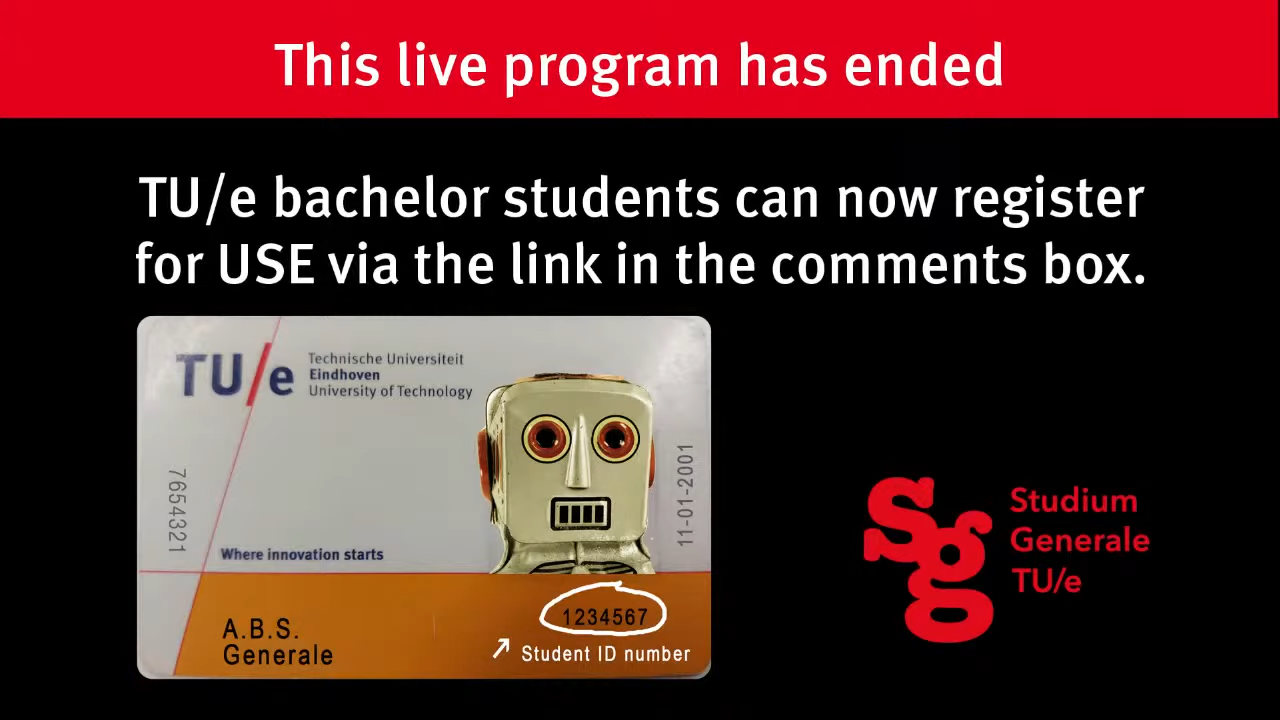 This live program has ended
TU/e bachelor students can now register
for USE via the link in the comments box.
TU/e
Technische Universiteit
Eindhoven
University of Technology
7654321
11-01-2001
Where innovation starts
1234567
A.B.S.
Generale
Student ID number
Sg
g
Studium
Generale
TU/e